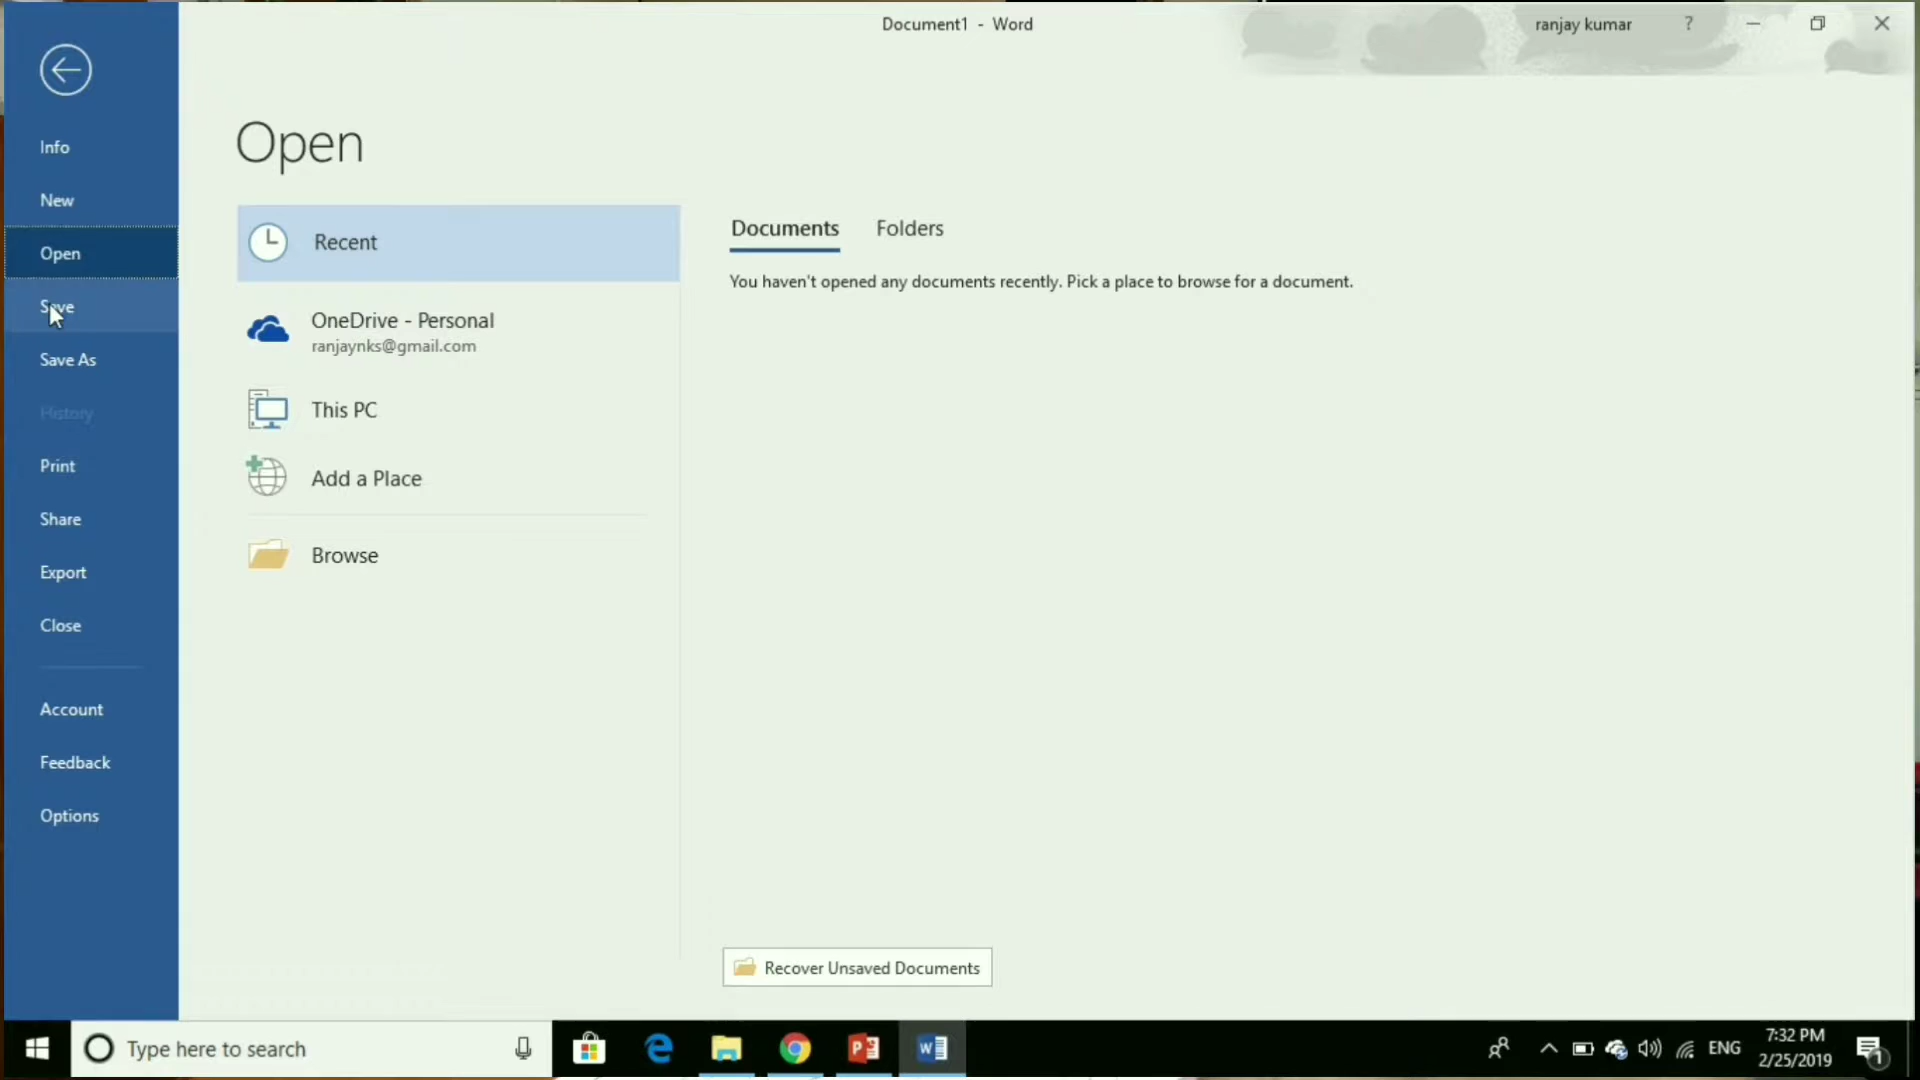 Document1 - Word
ranjay kumar
?
Info
New
Open
Save
Save As
History
Print
Share
Export
Close
Account
Feedback
Options
Open
Recent
OneDrive - Personal
ranjaynks@gmail.com
This PC
Add a Place
Browse
Documents Folders
You haven't opened any documents recently. Pick a place to browse for a document.
Recover Unsaved Documents
Type here to search
ENG
7:32 PM
2/25/2019
1